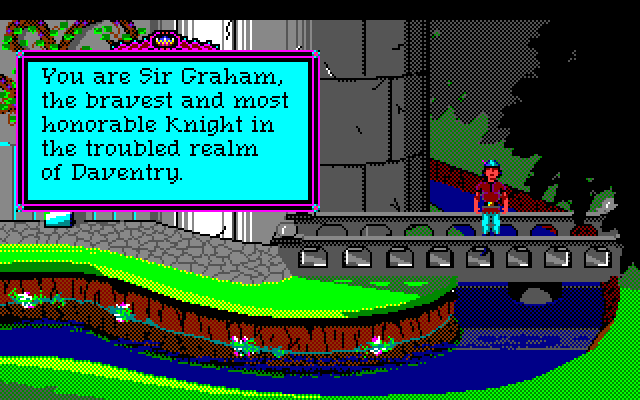 You are Sir Graham,
the bravest and most
honorable Knight in
the troubled realm
of Daventry.